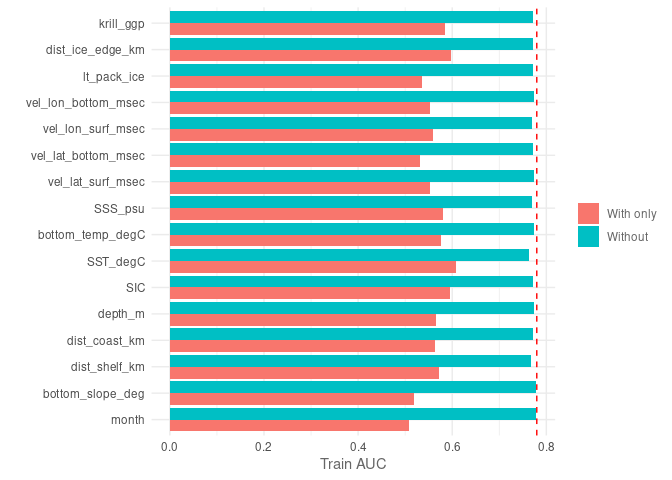 krill_ggp
dist_ice_edge_km
lt_pack_ice
vel_lon_bottom_msec
vel_lon_surf_msec
vel_lat_bottom_msec
vel_lat_surf_msec
SSS_psu
bottom_temp_degC
SST_degC
SIC
depth_m
dist_coast_km
dist_shelf_km
bottom_slope_deg
month
0.0 0.2 0.4 0.6 0.8
Train AUC
With only
Without